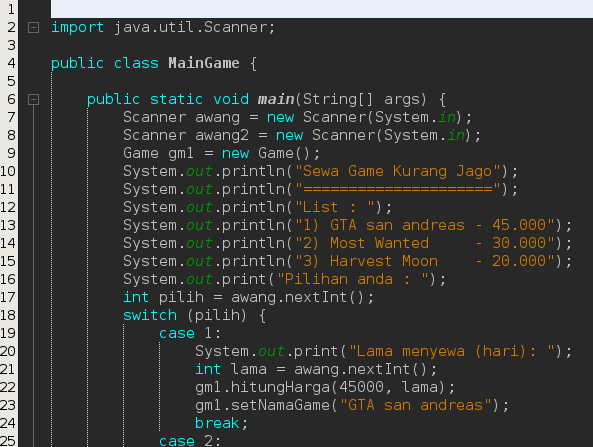 1
2 import java.util.Scanner;
3
4 public class MainGame {
5
6     public static void main(String[] args) {
7         Scanner awang = new Scanner(System.in);
8         Scanner awang2 = new Scanner(System.in);
9         Game gm1 = new Game();
10         System.out.println("Sewa Game Kurang Jago");
11         System.out.println("=====================");
12         System.out.println("List : ");
13         System.out.println("1) GTA san andreas - 45.000");
14         System.out.println("2) Most Wanted     - 30.000");
15         System.out.println("3) Harvest Moon    - 20.000");
16         System.out.print("Pilihan anda : ");
17         int pilih = awang.nextInt();
18         switch (pilih) {
19             case 1:
20                 System.out.print("Lama menyewa (hari): ");
21                 int lama = awang.nextInt();
22                 gm1.hitungHarga(45000, lama);
23                 gm1.setNamaGame("GTA san andreas");
24                 break;
25             case 2: